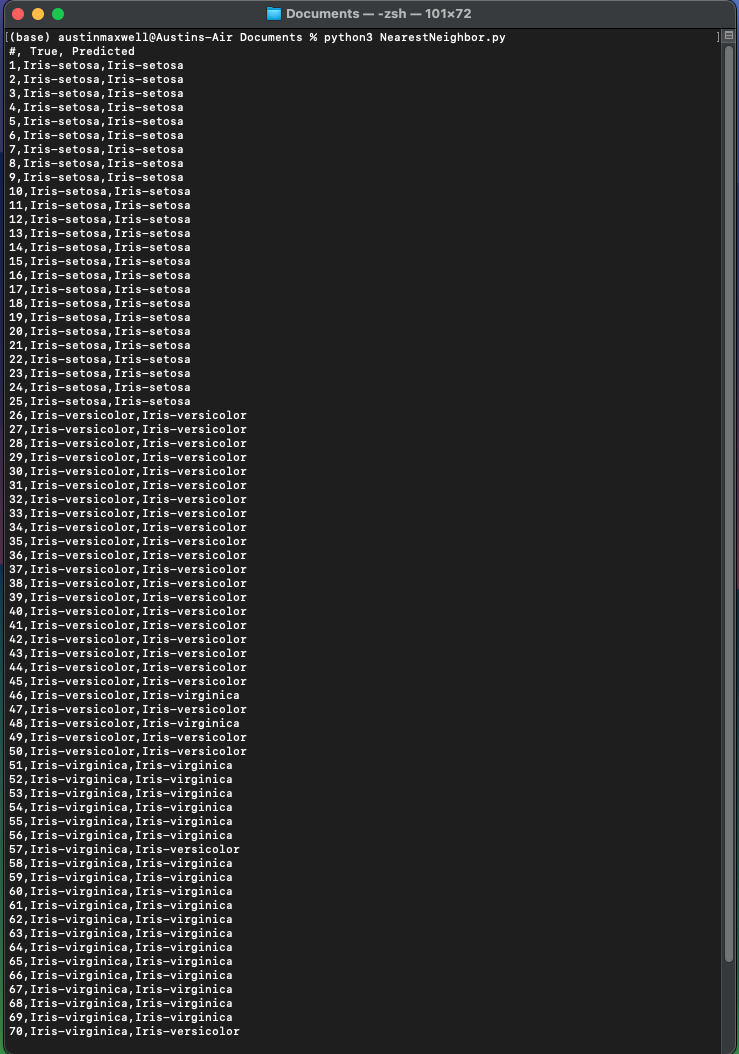 Documents — -zsh — 101×72
[(base) austinmaxwell@Austins-Air Documents % python3 NearestNeighbor.py ]
#, True, Predicted
1,Iris-setosa,Iris-setosa
2,Iris-setosa,Iris-setosa
3,Iris-setosa,Iris-setosa
4,Iris-setosa,Iris-setosa
5,Iris-setosa,Iris-setosa
6,Iris-setosa,Iris-setosa
7,Iris-setosa,Iris-setosa
8,Iris-setosa,Iris-setosa
9,Iris-setosa,Iris-setosa
10,Iris-setosa,Iris-setosa
11,Iris-setosa,Iris-setosa
12,Iris-setosa,Iris-setosa
13,Iris-setosa,Iris-setosa
14,Iris-setosa,Iris-setosa
15,Iris-setosa,Iris-setosa
16,Iris-setosa,Iris-setosa
17,Iris-setosa,Iris-setosa
18,Iris-setosa,Iris-setosa
19,Iris-setosa,Iris-setosa
20,Iris-setosa,Iris-setosa
21,Iris-setosa,Iris-setosa
22,Iris-setosa,Iris-setosa
23,Iris-setosa,Iris-setosa
24,Iris-setosa,Iris-setosa
25,Iris-setosa,Iris-setosa
26,Iris-versicolor,Iris-versicolor
27,Iris-versicolor,Iris-versicolor
28,Iris-versicolor,Iris-versicolor
29,Iris-versicolor,Iris-versicolor
30,Iris-versicolor,Iris-versicolor
31,Iris-versicolor,Iris-versicolor
32,Iris-versicolor,Iris-versicolor
33,Iris-versicolor,Iris-versicolor
34,Iris-versicolor,Iris-versicolor
35,Iris-versicolor,Iris-versicolor
36,Iris-versicolor,Iris-versicolor
37,Iris-versicolor,Iris-versicolor
38,Iris-versicolor,Iris-versicolor
39,Iris-versicolor,Iris-versicolor
40,Iris-versicolor,Iris-versicolor
41,Iris-versicolor,Iris-versicolor
42,Iris-versicolor,Iris-versicolor
43,Iris-versicolor,Iris-versicolor
44,Iris-versicolor,Iris-versicolor
45,Iris-versicolor,Iris-versicolor
46,Iris-versicolor,Iris-virginica
47,Iris-versicolor,Iris-versicolor
48,Iris-versicolor,Iris-virginica
49,Iris-versicolor,Iris-versicolor
50,Iris-versicolor,Iris-versicolor
51,Iris-virginica,Iris-virginica
52,Iris-virginica,Iris-virginica
53,Iris-virginica,Iris-virginica
54,Iris-virginica,Iris-virginica
55,Iris-virginica,Iris-virginica
56,Iris-virginica,Iris-virginica
57,Iris-virginica,Iris-versicolor
58,Iris-virginica,Iris-virginica
59,Iris-virginica,Iris-virginica
60,Iris-virginica,Iris-virginica
61,Iris-virginica,Iris-virginica
62,Iris-virginica,Iris-virginica
63,Iris-virginica,Iris-virginica
64,Iris-virginica,Iris-virginica
65,Iris-virginica,Iris-virginica
66,Iris-virginica,Iris-virginica
67,Iris-virginica,Iris-virginica
68,Iris-virginica,Iris-virginica
69,Iris-virginica,Iris-virginica
70,Iris-virginica,Iris-versicolor